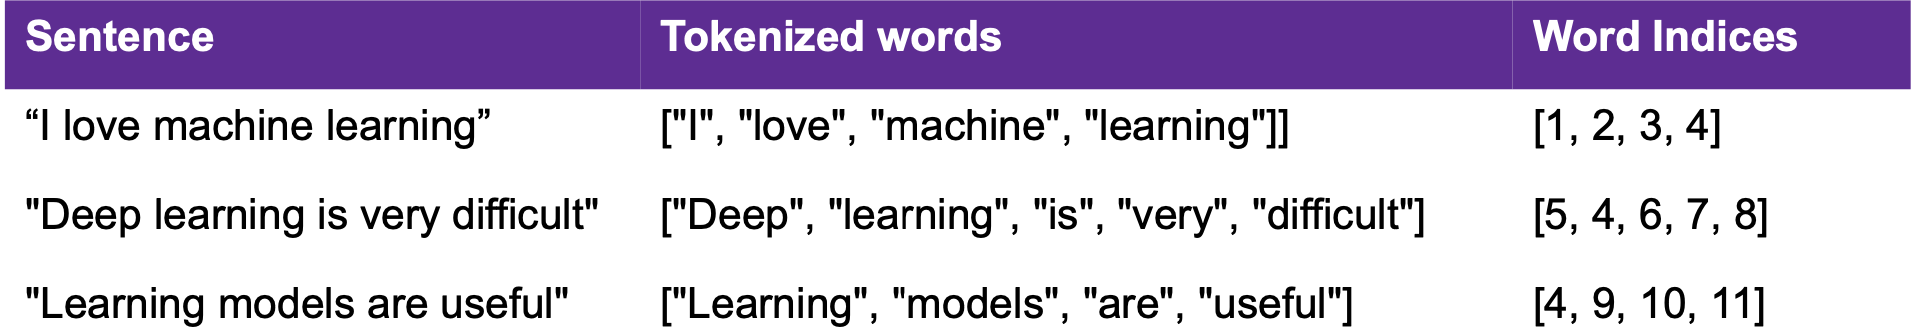 Sentence Tokenized words Word Indices
“I love machine learning” ["I", "love", "machine", "learning"]] [1, 2, 3, 4]
"Deep learning is very difficult" ["Deep", "learning", "is", "very", "difficult"] [5, 4, 6, 7, 8]
"Learning models are useful" ["Learning", "models", "are", "useful"] [4, 9, 10, 11]